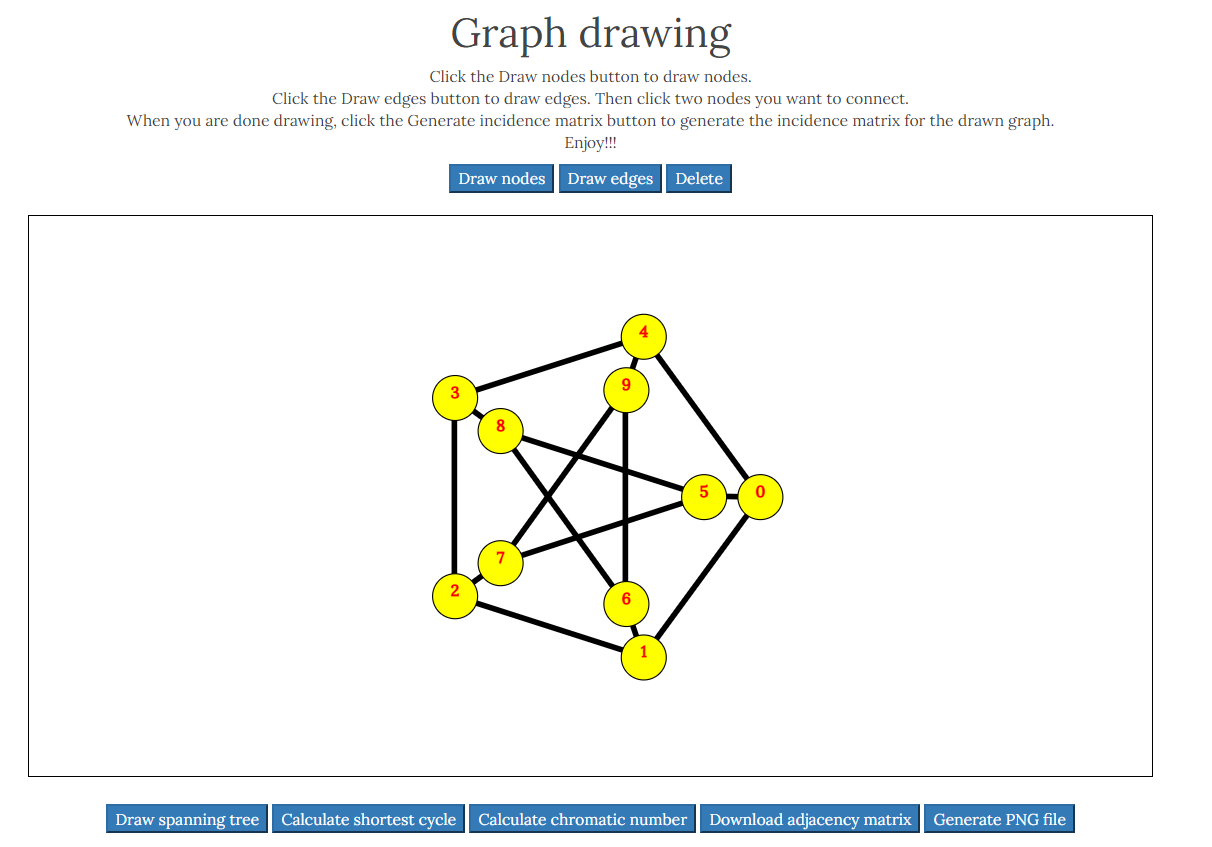 Graph drawing
Click the Draw nodes button to draw nodes.
Click the Draw edges button to draw edges. Then click two nodes you want to connect.
When you are done drawing, click the Generate incidence matrix button to generate the incidence matrix for the drawn graph.
Enjoy!!!
Draw nodes Draw edges Delete
4
9
3
8
5 0
7
2
6
1
Draw spanning tree Calculate shortest cycle Calculate chromatic number Download adjacency matrix Generate PNG file